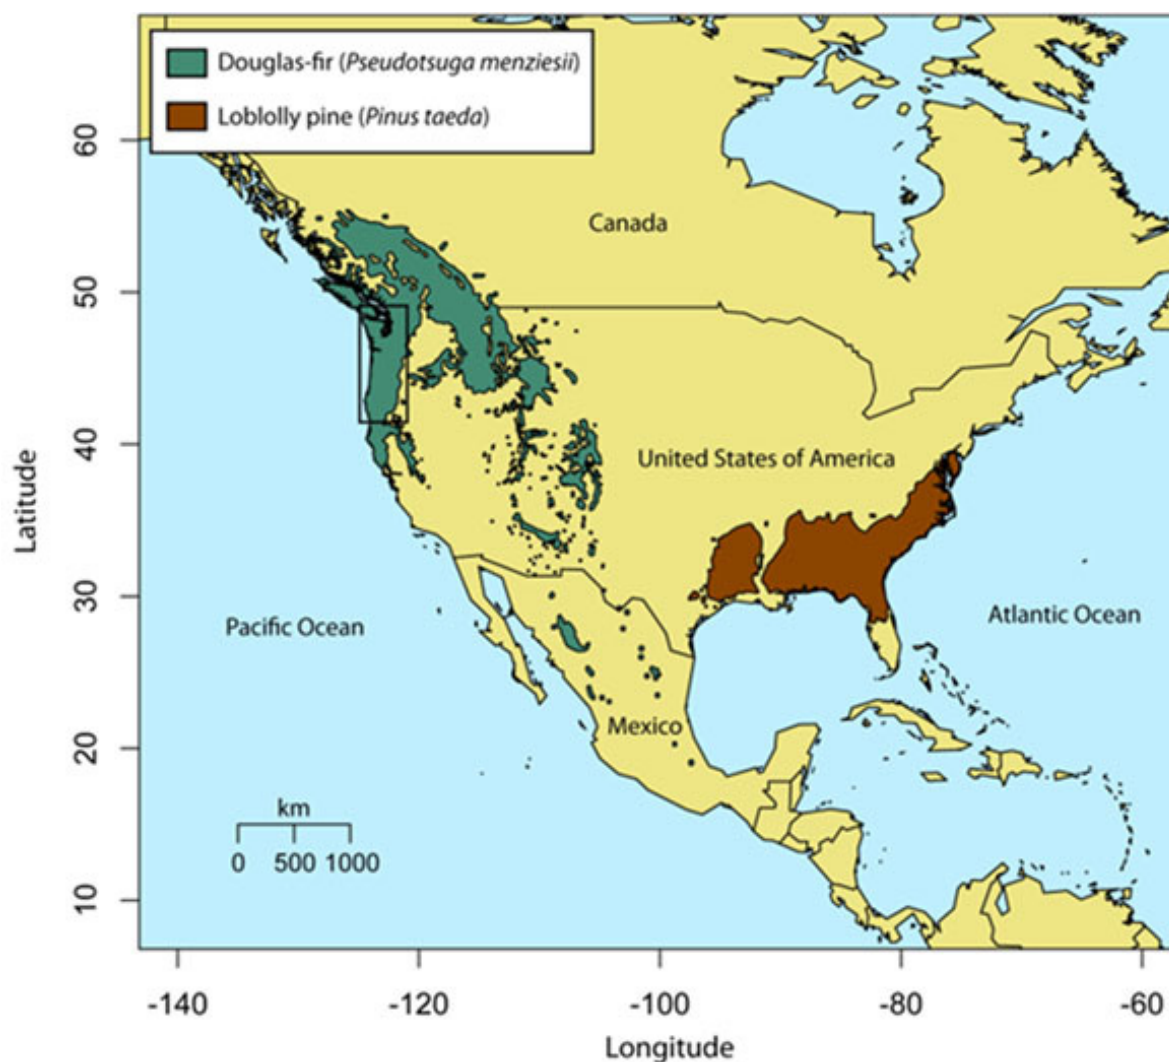 Douglas-fir (Pseudotsuga menziesii)
Loblolly pine (Pinus taeda)
60
50
40
30
20
10
Latitude
Canada
United States of America
Pacific Ocean
Atlantic Ocean
Mexico
km
0 500 1000
-140 -120 -100 -80 -60
Longitude